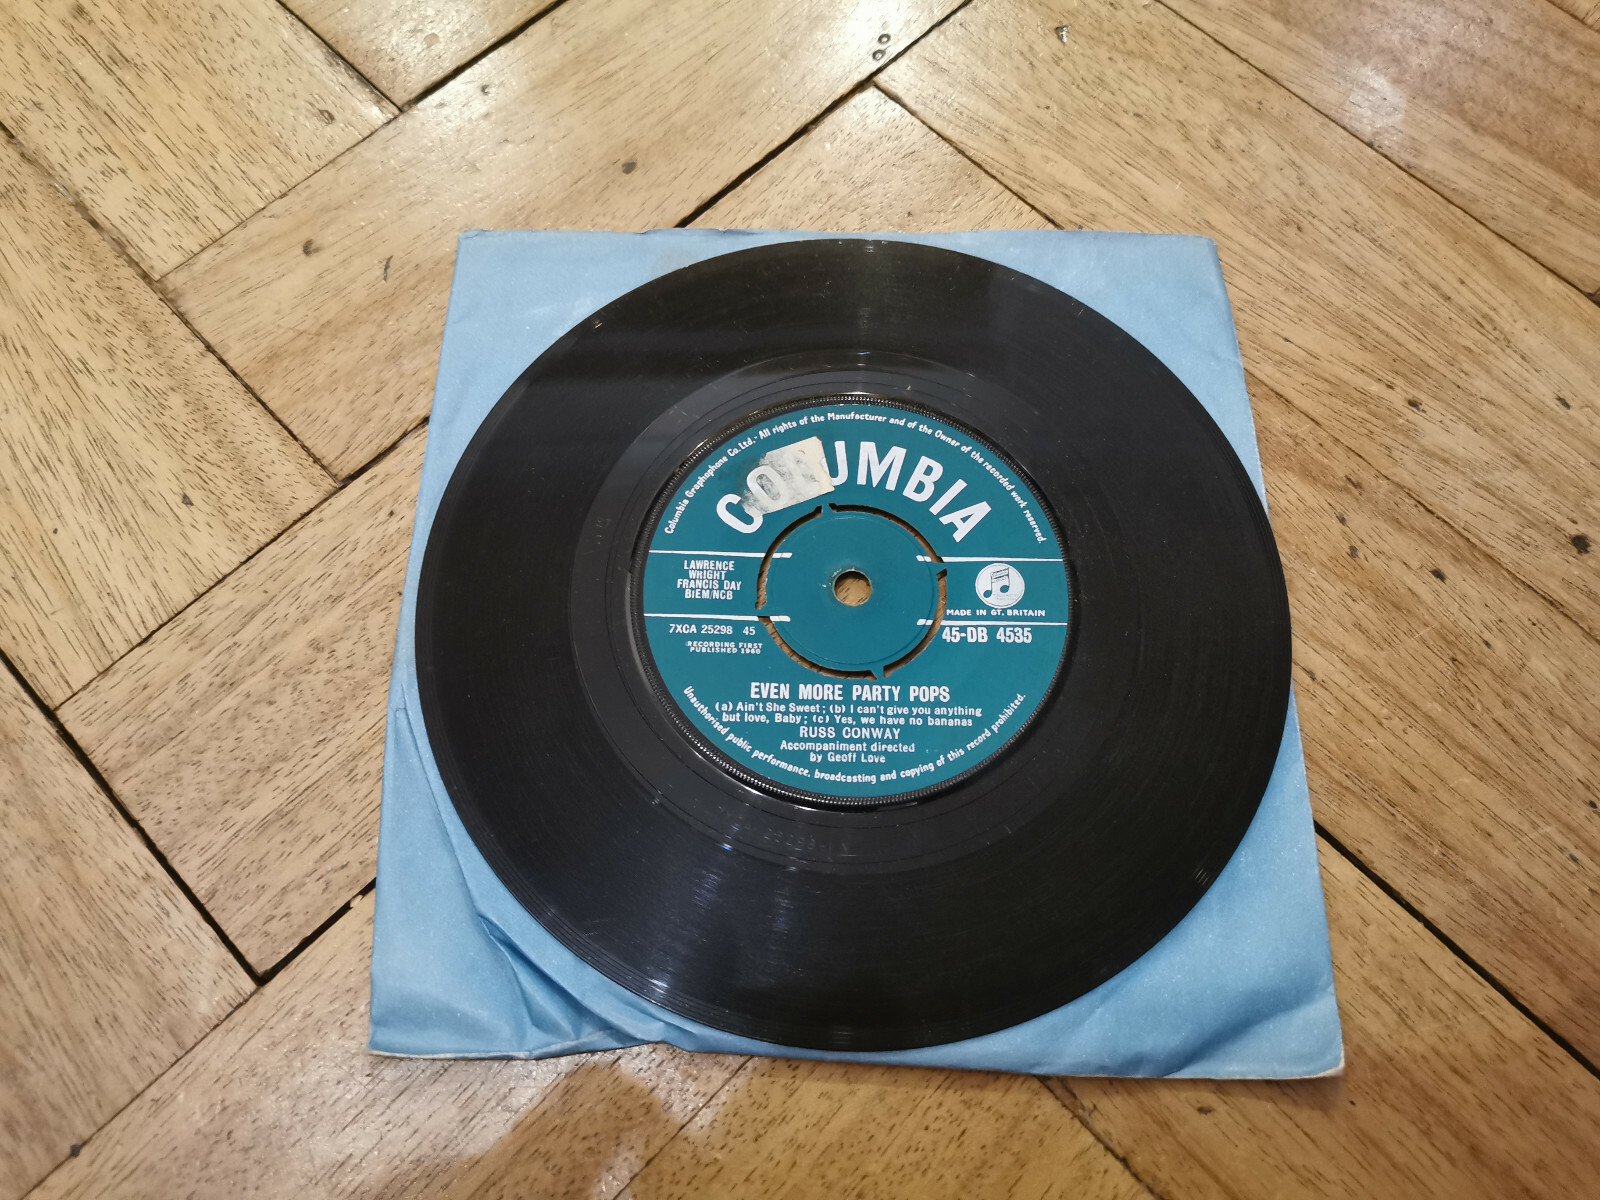 Columbia Graphophone Co. Ltd. - All rights of the Manufacturer and of the Owner of the recorded work reserved.
COLUMBIA
LAWRENCE
WRIGHT
FRANCIS DAY
BIEM/NCB
MADE IN GT. BRITAIN
7XCA 25298 45
45-DB 4535
RECORDING FIRST
PUBLISHED 1960
EVEN MORE PARTY POPS
(a) Ain't She Sweet; (b) I can't give you anything
but love, Baby; (c) Yes, we have no bananas
RUSS CONWAY
Accompaniment directed
by Geoff Love
Unauthorised public performance, broadcasting and copying of this record prohibited.